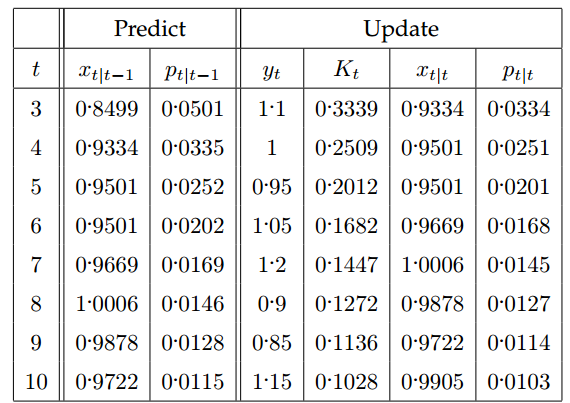 Predict Update
t x_{t|t−1} p_{t|t−1} y_t K_t x_{t|t} p_{t|t}
3 0·8499 0·0501 1·1 0·3339 0·9334 0·0334
4 0·9334 0·0335 1 0·2509 0·9501 0·0251
5 0·9501 0·0252 0·95 0·2012 0·9501 0·0201
6 0·9501 0·0202 1·05 0·1682 0·9669 0·0168
7 0·9669 0·0169 1·2 0·1447 1·0006 0·0145
8 1·0006 0·0146 0·9 0·1272 0·9878 0·0127
9 0·9878 0·0128 0·85 0·1136 0·9722 0·0114
10 0·9722 0·0115 1·15 0·1028 0·9905 0·0103